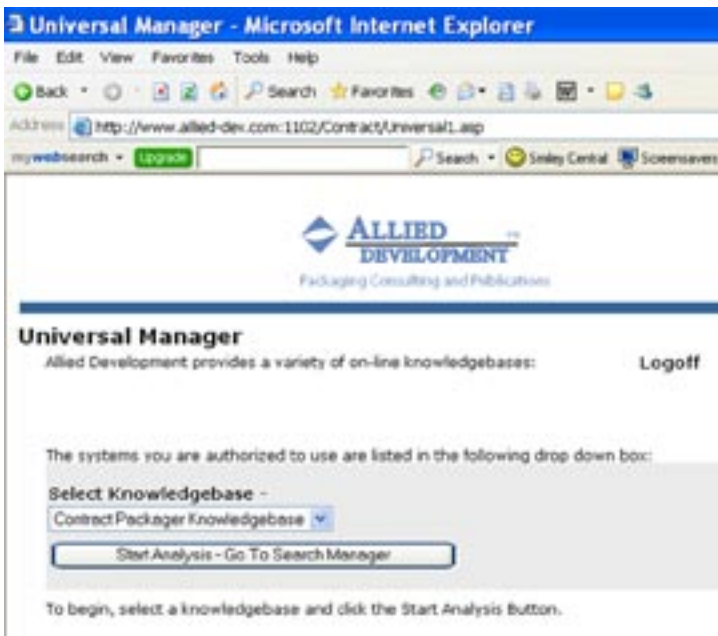 Universal Manager - Microsoft Internet Explorer
File Edit View Favorites Tools Help
Back Search Favorites
Address http://www.allied-dev.com:1102/Contract/Universal1.asp
mywebsearch Upgrade Search Smiley Central Screensavers
ALLIED
DEVELOPMENT
Packaging Consulting and Publications
Universal Manager
Allied Development provides a variety of on-line knowledgebases: Logoff
The systems you are authorized to use are listed in the following drop down box:
Select Knowledgebase -
Contract Packager Knowledgebase
Start Analysis - Go To Search Manager
To begin, select a knowledgebase and click the Start Analysis Button.